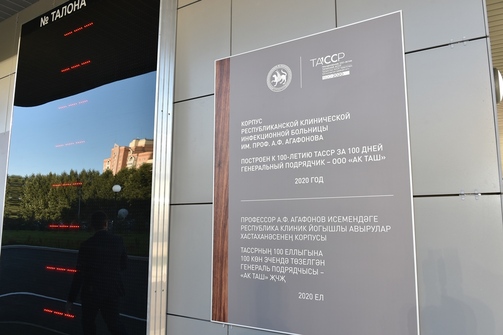 № ТАЛОНА
ТАССР
КОРПУС
РЕСПУБЛИКАНСКОЙ КЛИНИЧЕСКОЙ
ИНФЕКЦИОННОЙ БОЛЬНИЦЫ
ИМ. ПРОФ. А.Ф. АГАФОНОВА
ПОСТРОЕН К 100-ЛЕТИЮ ТАССР ЗА 100 ДНЕЙ
ГЕНЕРАЛЬНЫЙ ПОДРЯДЧИК - ООО «АК ТАШ»
2020 ГОД
ПРОФЕССОР А.Ф. АГАФОНОВ ИСЕМЕНДӘГЕ
РЕСПУБЛИКА КЛИНИК ЙОГЫШЛЫ АВЫРУЛАР
ХАСТАХАНӘСЕНЕҢ КОРПУСЫ
ТАССРНЫҢ 100 ЕЛЛЫГЫНА
100 КӨН ЭЧЕНДӘ ТӨЗЕЛГӘН
ГЕНЕРАЛЬ ПОДРЯДЧЫСЫ -
«АК ТАШ» ҖЧҖ
2020 ЕЛ